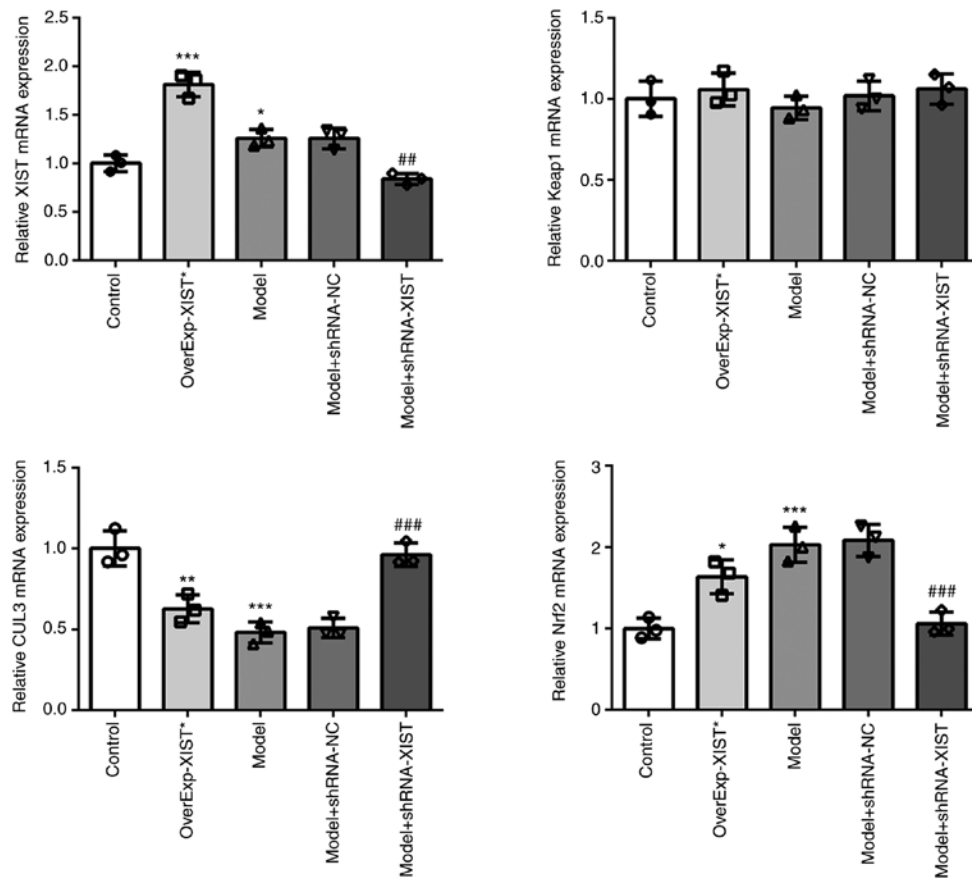 Relative XIST mRNA expression
2.5
2.0
1.5
1.0
0.5
0.0
***
*
##
Control
OverExp-XIST*
Model
Model+shRNA-NC
Model+shRNA-XIST
Relative Keap1 mRNA expression
1.5
1.0
0.5
0.0
Control
OverExp-XIST*
Model
Model+shRNA-NC
Model+shRNA-XIST
Relative CUL3 mRNA expression
1.5
1.0
0.5
0.0
**
***
###
Control
OverExp-XIST*
Model
Model+shRNA-NC
Model+shRNA-XIST
Relative Nrf2 mRNA expression
3
2
1
0
*
***
###
Control
OverExp-XIST*
Model
Model+shRNA-NC
Model+shRNA-XIST